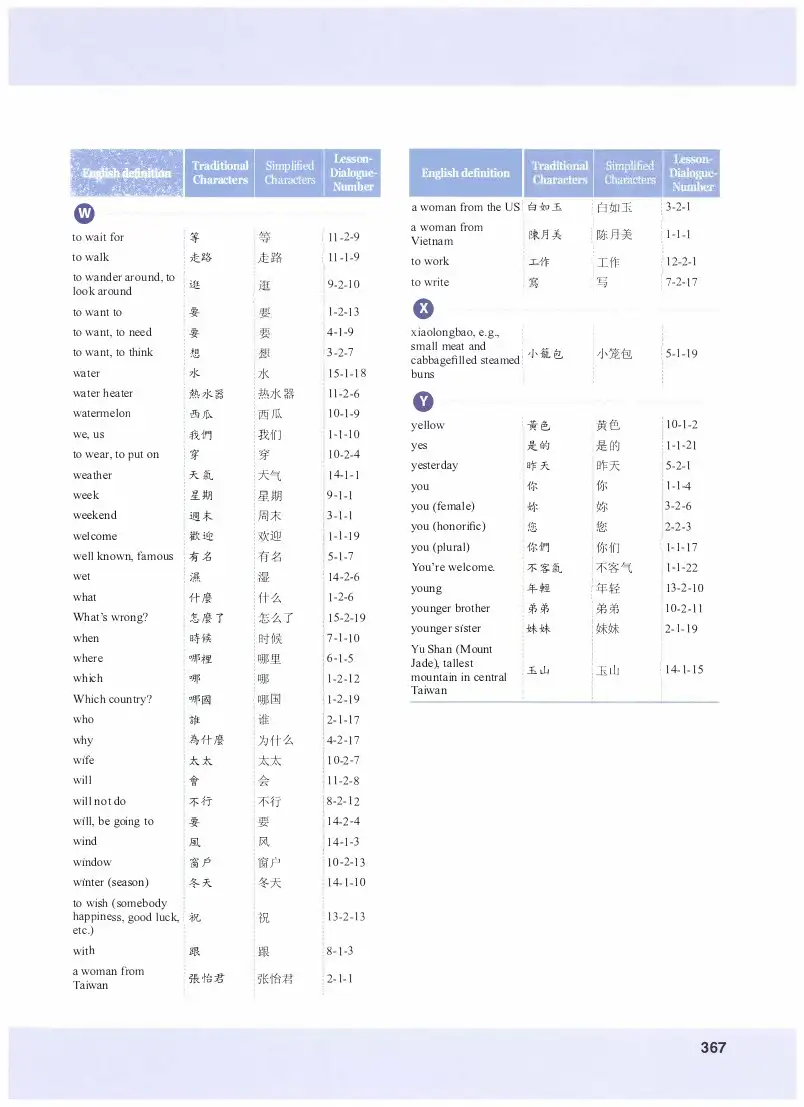 English definition Traditional Characters Simplified Characters Lesson-Dialogue-Number
W
to wait for 等 等 11-2-9
to walk 走路 走路 11-1-9
to wander around, to
look around 逛 逛 9-2-10
to want to 要 要 1-2-13
to want, to need 要 要 4-1-9
to want, to think 想 想 3-2-7
water 水 水 15-1-18
water heater 熱水器 热水器 11-2-6
watermelon 西瓜 西瓜 10-1-9
we, us 我們 我们 1-1-10
to wear, to put on 穿 穿 10-2-4
weather 天氣 天气 14-1-1
week 星期 星期 9-1-1
weekend 週末 周末 3-1-1
welcome 歡迎 欢迎 1-1-19
well known, famous 有名 有名 5-1-7
wet 濕 湿 14-2-6
what 什麼 什么 1-2-6
What's wrong? 怎麼了 怎么了 15-2-19
when 時候 时候 7-1-10
where 哪裡 哪里 6-1-5
which 哪 哪 1-2-12
Which country? 哪國 哪国 1-2-19
who 誰 谁 2-1-17
why 為什麼 为什么 4-2-17
wife 太太 太太 10-2-7
will 會 会 11-2-8
will not do 不行 不行 8-2-12
will, be going to 要 要 14-2-4
wind 風 风 14-1-3
window 窗戶 窗户 10-2-13
winter (season) 冬天 冬天 14-1-10
to wish (somebody
happiness, good luck, 祝 祝 13-2-13
etc.)
with 跟 跟 8-1-3
a woman from
Taiwan 張怡君 张怡君 2-1-1
English definition Traditional Characters Simplified Characters Lesson-Dialogue-Number
a woman from the US 白如玉 白如玉 3-2-1
a woman from
Vietnam 陳月美 陈月美 1-1-1
to work 工作 工作 12-2-1
to write 寫 写 7-2-17
X
xiaolongbao, e.g.,
small meat and
cabbagefilled steamed 小籠包 小笼包 5-1-19
buns
Y
yellow 黃色 黄色 10-1-2
yes 是的 是的 1-1-21
yesterday 昨天 昨天 5-2-1
you 你 你 1-1-4
you (female) 妳 妳 3-2-6
you (honorific) 您 您 2-2-3
you (plural) 你們 你们 1-1-17
You're welcome. 不客氣 不客气 1-1-22
young 年輕 年轻 13-2-10
younger brother 弟弟 弟弟 10-2-11
younger sister 妹妹 妹妹 2-1-19
Yu Shan (Mount
Jade), tallest
mountain in central 玉山 玉山 14-1-15
Taiwan
367